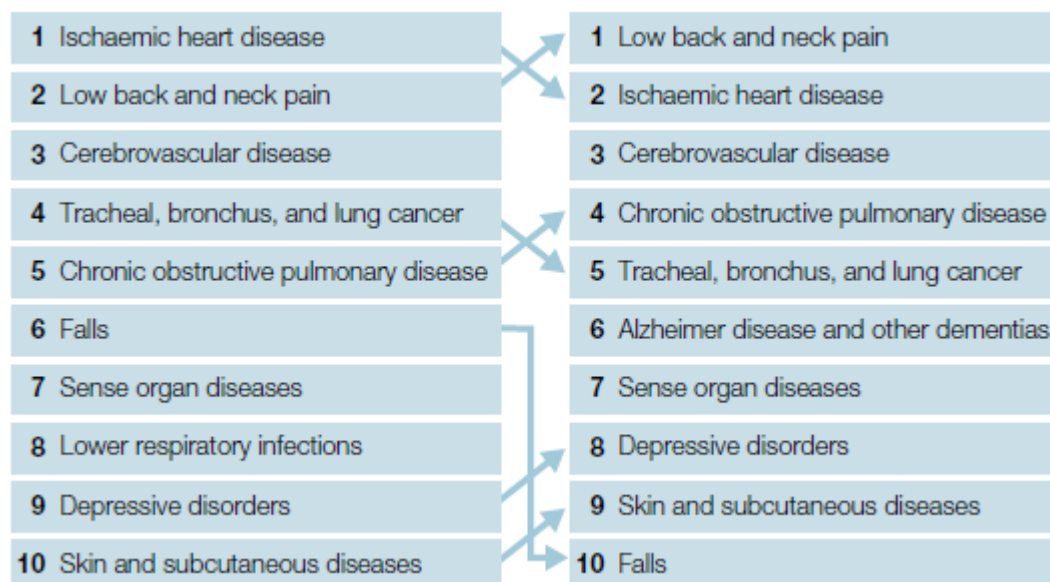 1 Ischaemic heart disease
2 Low back and neck pain
3 Cerebrovascular disease
4 Tracheal, bronchus, and lung cancer
5 Chronic obstructive pulmonary disease
6 Falls
7 Sense organ diseases
8 Lower respiratory infections
9 Depressive disorders
10 Skin and subcutaneous diseases
1 Low back and neck pain
2 Ischaemic heart disease
3 Cerebrovascular disease
4 Chronic obstructive pulmonary disease
5 Tracheal, bronchus, and lung cancer
6 Alzheimer disease and other dementias
7 Sense organ diseases
8 Depressive disorders
9 Skin and subcutaneous diseases
10 Falls